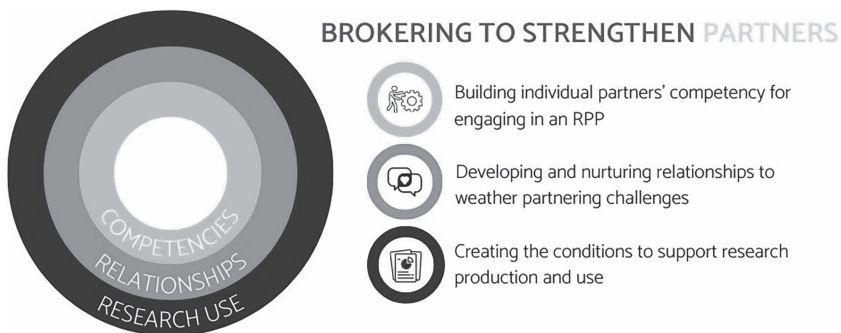 BROKERING TO STRENGTHEN PARTNERS
Building individual partners' competency for
engaging in an RPP
Developing and nurturing relationships to
weather partnering challenges
Creating the conditions to support research
production and use
COMPETENCIES
RELATIONSHIPS
RESEARCH USE